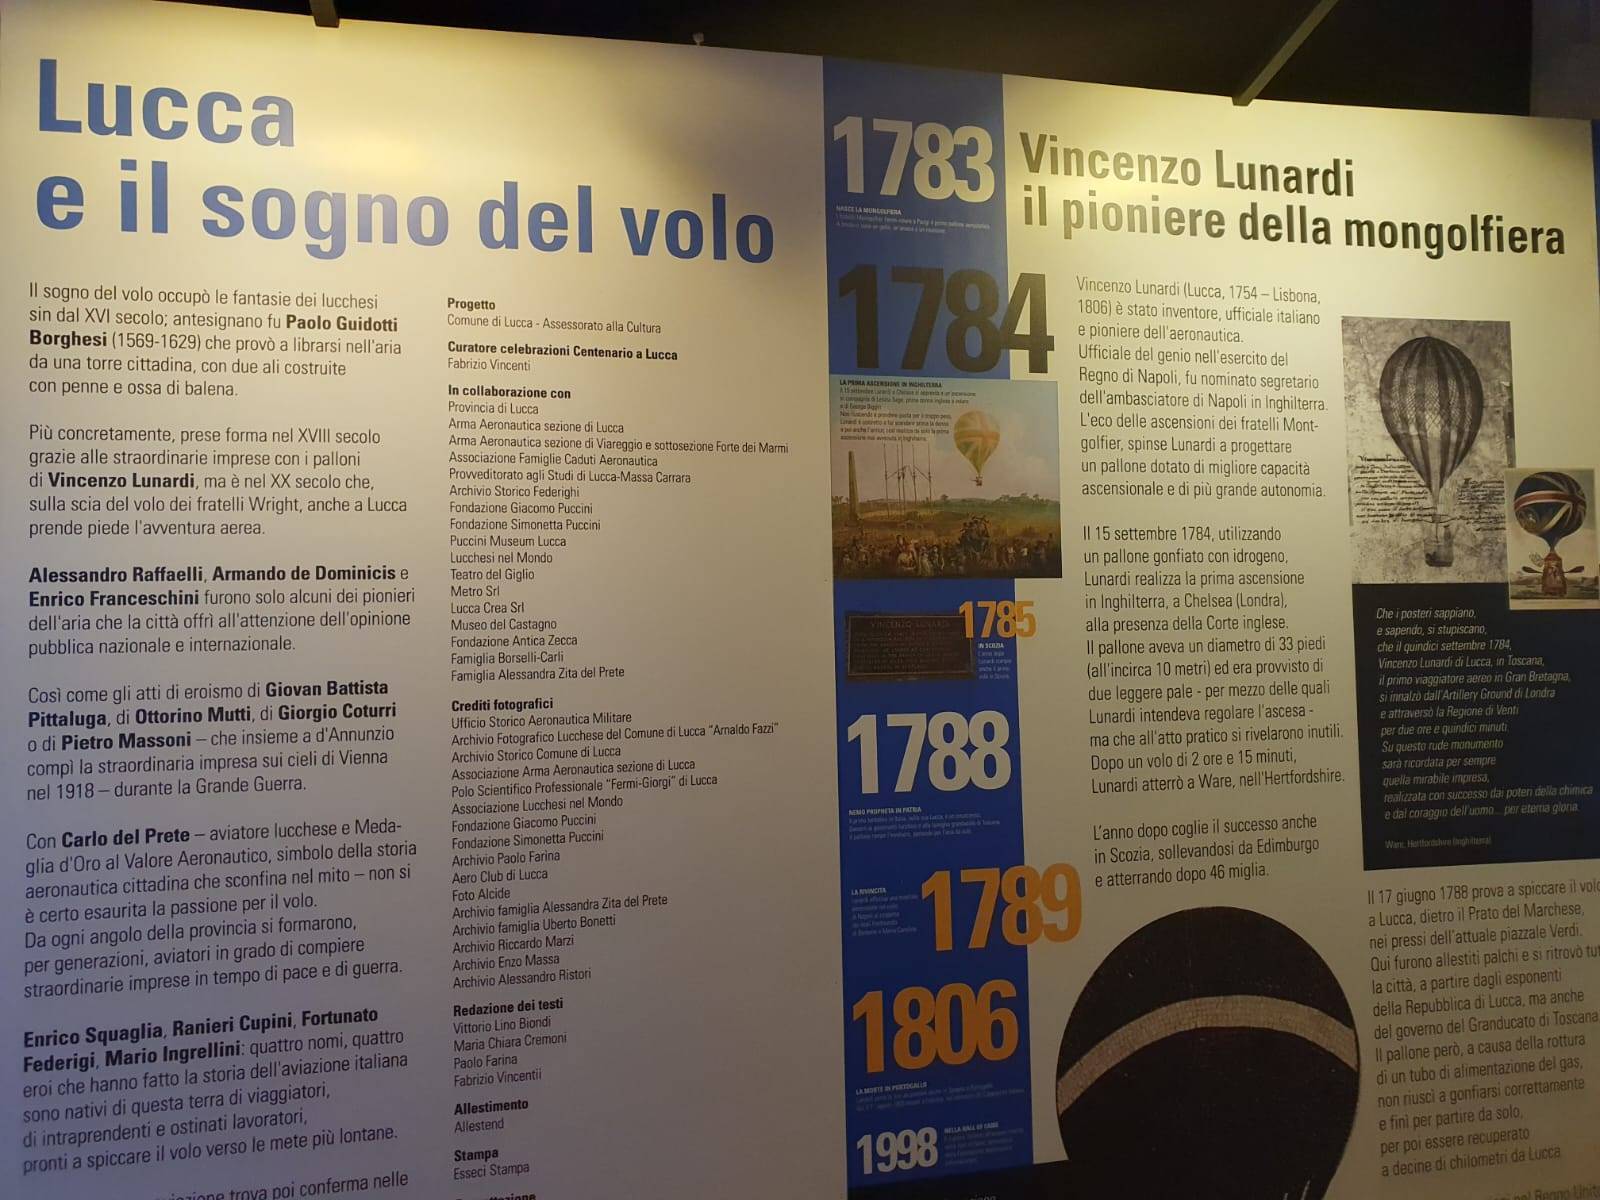 Lucca
e il sogno del volo
Il sogno del volo occupò le fantasie dei lucchesi
sin dal XVI secolo; antesignano fu Paolo Guidotti
Borghesi (1569-1629) che provò a librarsi nell'aria
da una torre cittadina, con due ali costruite
con penne e ossa di balena.
Più concretamente, prese forma nel XVIII secolo
grazie alle straordinarie imprese con i palloni
di Vincenzo Lunardi, ma è nel XX secolo che,
sulla scia del volo dei fratelli Wright, anche a Lucca
prende piede l'avventura aerea.
Alessandro Raffaelli, Armando de Dominicis e
Enrico Franceschini furono solo alcuni dei pionieri
dell'aria che la città offrì all'attenzione dell'opinione
pubblica nazionale e internazionale.
Così come gli atti di eroismo di Giovan Battista
Pittaluga, di Ottorino Mutti, di Giorgio Coturri
o di Pietro Massoni – che insieme a d'Annunzio
compì la straordinaria impresa sui cieli di Vienna
nel 1918 – durante la Grande Guerra.
Con Carlo del Prete – aviatore lucchese e Meda-
glia d'Oro al Valore Aeronautico, simbolo della storia
aeronautica cittadina che sconfina nel mito – non si
è certo esaurita la passione per il volo.
Da ogni angolo della provincia si formarono,
per generazioni, aviatori in grado di compiere
straordinarie imprese in tempo di pace e di guerra.
Enrico Squaglia, Ranieri Cupini, Fortunato
Federigi, Mario Ingrellini: quattro nomi, quattro
eroi che hanno fatto la storia dell'aviazione italiana
sono nativi di questa terra di viaggiatori,
di intraprendenti e ostinati lavoratori,
pronti a spiccare il volo verso le mete più lontane.
trova poi conferma nelle
Progetto
Comune di Lucca - Assessorato alla Cultura
Curatore celebrazioni Centenario a Lucca
Fabrizio Vincenti
In collaborazione con
Provincia di Lucca
Arma Aeronautica sezione di Lucca
Arma Aeronautica sezione di Viareggio e sottosezione Forte dei Marmi
Associazione Famiglie Caduti Aeronautica
Provveditorato agli Studi di Lucca-Massa Carrara
Archivio Storico Federighi
Fondazione Giacomo Puccini
Fondazione Simonetta Puccini
Puccini Museum Lucca
Lucchesi nel Mondo
Teatro del Giglio
Metro Srl
Lucca Crea Srl
Museo del Castagno
Fondazione Antica Zecca
Famiglia Borselli-Carli
Famiglia Alessandra Zita del Prete
Crediti fotografici
Ufficio Storico Aeronautica Militare
Archivio Fotografico Lucchese del Comune di Lucca "Arnaldo Fazzi"
Archivio Storico Comune di Lucca
Associazione Arma Aeronautica sezione di Lucca
Polo Scientifico Professionale "Fermi-Giorgi" di Lucca
Associazione Lucchesi nel Mondo
Fondazione Giacomo Puccini
Fondazione Simonetta Puccini
Archivio Paolo Farina
Aero Club di Lucca
Foto Alcide
Archivio famiglia Alessandra Zita del Prete
Archivio famiglia Uberto Bonetti
Archivio Riccardo Marzi
Archivio Enzo Massa
Archivio Alessandro Ristori
Redazione dei testi
Vittorio Lino Biondi
Maria Chiara Cremoni
Paolo Farina
Fabrizio Vincentii
Allestimento
Allestend
Stampa
Esseci Stampa
1783
NASCE LA MONGOLFIERA
1784
LA PRIMA ASCENSIONE IN INGHILTERRA
VINCENZO LUNARDI
1785
IN SCOZIA
1788
NEMO PROPHETA IN PATRIA
1789
LA RIVINCITA
1806
LA MORTE IN PORTOGALLO
1998
NELLA HALL OF FAME
Vincenzo Lunardi
il pioniere della mongolfiera
Vincenzo Lunardi (Lucca, 1754 – Lisbona,
1806) è stato inventore, ufficiale italiano
e pioniere dell'aeronautica.
Ufficiale del genio nell'esercito del
Regno di Napoli, fu nominato segretario
dell'ambasciatore di Napoli in Inghilterra.
L'eco delle ascensioni dei fratelli Mont-
golfier, spinse Lunardi a progettare
un pallone dotato di migliore capacità
ascensionale e di più grande autonomia.
Il 15 settembre 1784, utilizzando
un pallone gonfiato con idrogeno,
Lunardi realizza la prima ascensione
in Inghilterra, a Chelsea (Londra),
alla presenza della Corte inglese.
Il pallone aveva un diametro di 33 piedi
(all'incirca 10 metri) ed era provvisto di
due leggere pale - per mezzo delle quali
Lunardi intendeva regolare l'ascesa -
ma che all'atto pratico si rivelarono inutili.
Dopo un volo di 2 ore e 15 minuti,
Lunardi atterrò a Ware, nell'Hertfordshire.
L'anno dopo coglie il successo anche
in Scozia, sollevandosi da Edimburgo
e atterrando dopo 46 miglia.
Che i posteri sappiano,
e sapendo, si stupiscano,
che il quindici settembre 1784,
Vincenzo Lunardi di Lucca, in Toscana,
il primo viaggiatore aereo in Gran Bretagna,
si innalzò dall'Artillery Ground di Londra
e attraversò la Regione di Venti
per due ore e quindici minuti.
Su questo rude monumento
sarà ricordata per sempre
quella mirabile impresa,
realizzata con successo dai poteri della chimica
e dal coraggio dell'uomo... per eterna gloria.
Ware, Hertfordshire (Inghilterra)
Il 17 giugno 1788 prova a spiccare il volo
a Lucca, dietro il Prato del Marchese,
nei pressi dell'attuale piazzale Verdi.
Qui furono allestiti palchi e si ritrovò tut
la città, a partire dagli esponenti
della Repubblica di Lucca, ma anche
del governo del Granducato di Toscana
Il pallone però, a causa della rottura
di un tubo di alimentazione del gas,
non riuscì a gonfiarsi correttamente
e finì per partire da solo,
per poi essere recuperato
a decine di chilometri da Lucca